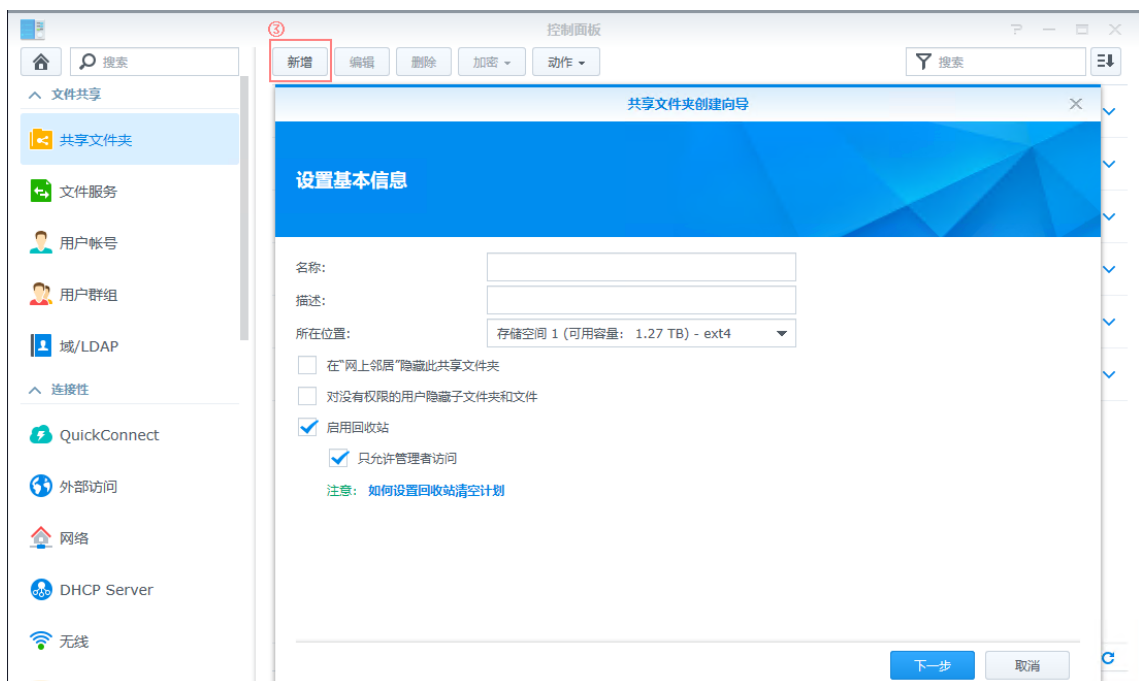 ③
控制面板
搜索
新增
编辑
删除
加密
动作
搜索
文件共享
共享文件夹
文件服务
用户帐号
用户群组
域/LDAP
连接性
QuickConnect
外部访问
网络
DHCP Server
无线
共享文件夹创建向导
设置基本信息
名称:
描述:
所在位置: 存储空间 1 (可用容量: 1.27 TB) - ext4
在"网上邻居"隐藏此共享文件夹
对没有权限的用户隐藏子文件夹和文件
启用回收站
只允许管理者访问
注意: 如何设置回收站清空计划
下一步
取消